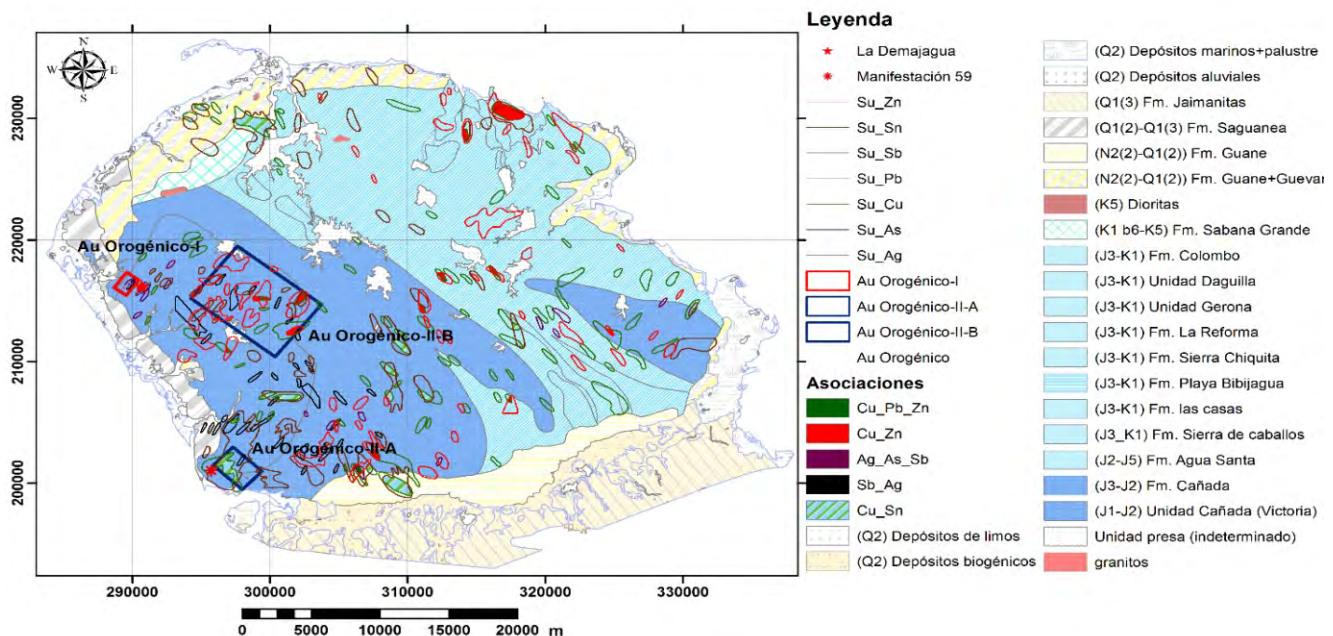 N
W E
S
230000
220000
210000
200000
290000 300000 310000 320000 330000
0 5000 10000 15000 20000 m
Au Orogénico-I
Au Orogénico-II-B
Au Orogénico-II-A
Leyenda
La Demajagua
Manifestación 59
Su_Zn
Su_Sn
Su_Sb
Su_Pb
Su_Cu
Su_As
Su_Ag
Au Orogénico-I
Au Orogénico-II-A
Au Orogénico-II-B
Au Orogénico
Asociaciones
Cu_Pb_Zn
Cu_Zn
Ag_As_Sb
Sb_Ag
Cu_Sn
(Q2) Depósitos de limos
(Q2) Depósitos biogénicos
(Q2) Depósitos marinos+palustre
(Q2) Depósitos aluviales
(Q1(3) Fm. Jaimanitas
(Q1(2)-Q1(3) Fm. Saguanea
(N2(2)-Q1(2)) Fm. Guane
(N2(2)-Q1(2)) Fm. Guane+Guevar
(K5) Dioritas
(K1 b6-K5) Fm. Sabana Grande
(J3-K1) Fm. Colombo
(J3-K1) Unidad Daguilla
(J3-K1) Unidad Gerona
(J3-K1) Fm. La Reforma
(J3-K1) Fm. Sierra Chiquita
(J3-K1) Fm. Playa Bibijagua
(J3-K1) Fm. las casas
(J3_K1) Fm. Sierra de caballos
(J2-J5) Fm. Agua Santa
(J3-J2) Fm. Cañada
(J1-J2) Unidad Cañada (Victoria)
Unidad presa (indeterminado)
granitos